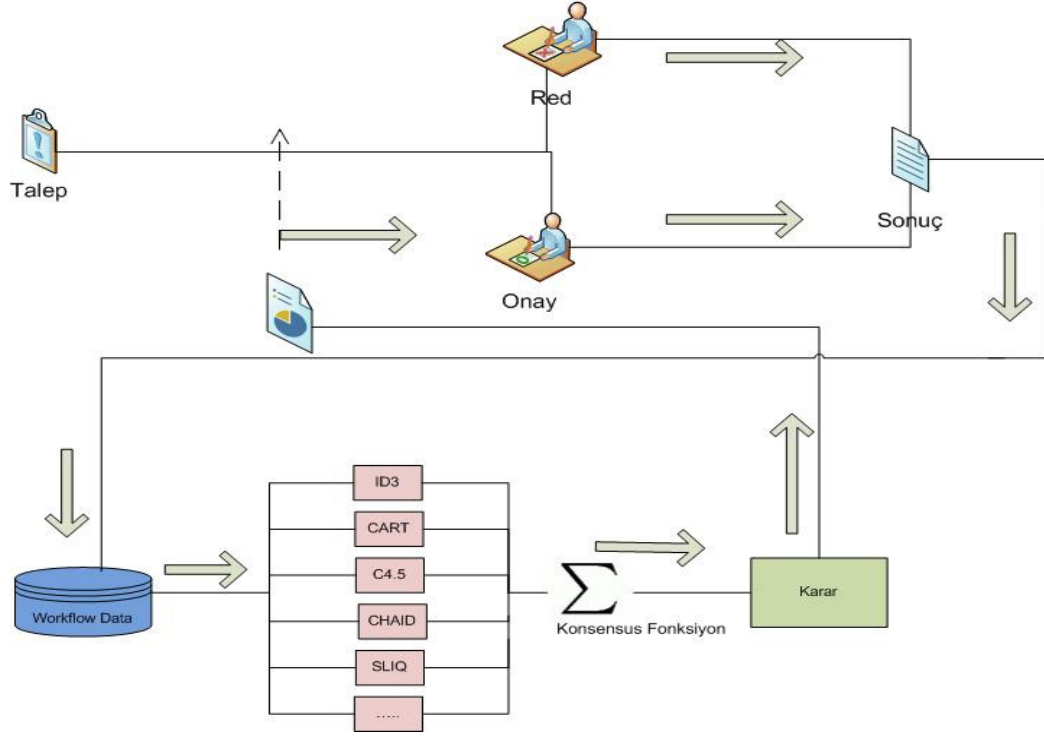 Red
Talep
Sonuç
Onay
ID3
CART
C4.5
CHAID
SLIQ
.....
Workflow Data
Konsensus Fonksiyon
Karar